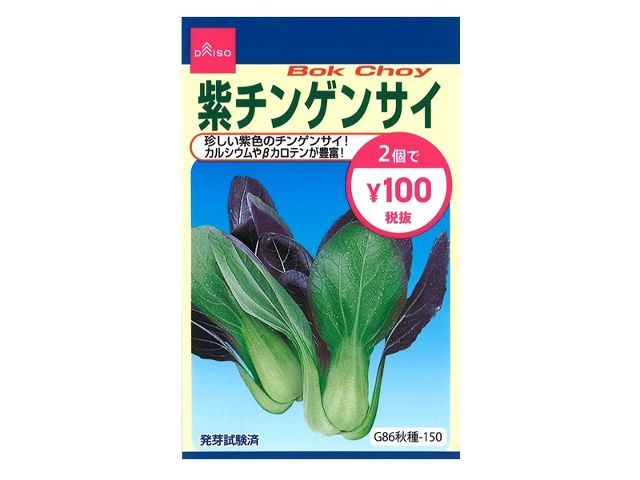 DAISO
Bok Choy
紫チンゲンサイ
珍しい紫色のチンゲンサイ!
カルシウムやβカロテンが豊富!
2個で
¥100
税抜
発芽試験済
G86秋種-150